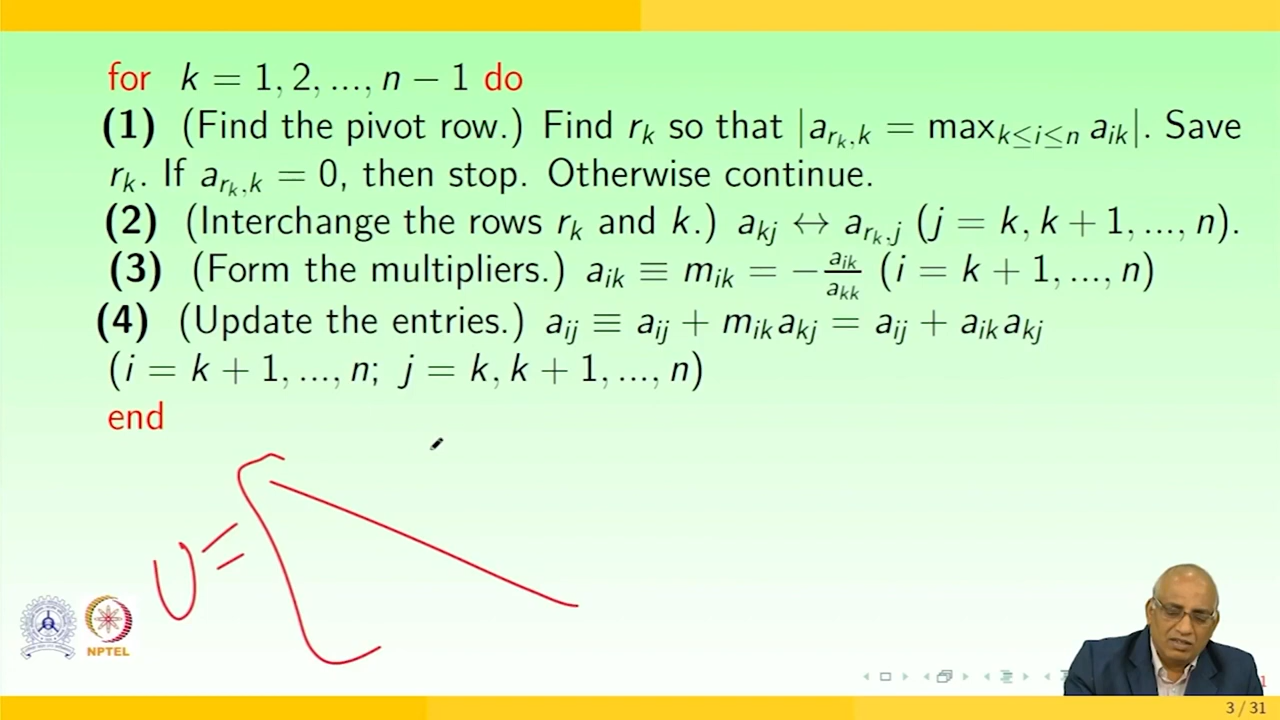 for k = 1, 2, ..., n − 1 do
(1) (Find the pivot row.) Find r_k so that |a_{r_k,k} = max_{k≤i≤n} a_{ik}|. Save
r_k. If a_{r_k,k} = 0, then stop. Otherwise continue.
(2) (Interchange the rows r_k and k.) a_{kj} ↔ a_{r_k,j} (j = k, k + 1, ..., n).
(3) (Form the multipliers.) a_{ik} ≡ m_{ik} = −\frac{a_{ik}}{a_{kk}} (i = k + 1, ..., n)
(4) (Update the entries.) a_{ij} ≡ a_{ij} + m_{ik}a_{kj} = a_{ij} + a_{ik}a_{kj}
(i = k + 1, ..., n; j = k, k + 1, ..., n)
end
U =
NPTEL
3 / 31